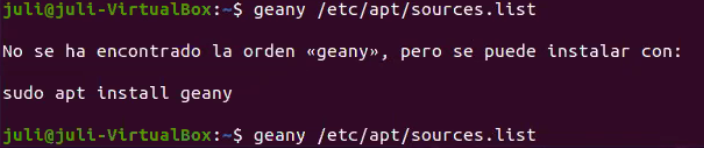 juli@juli-VirtualBox:~$ geany /etc/apt/sources.list
No se ha encontrado la orden «geany», pero se puede instalar con:
sudo apt install geany
juli@juli-VirtualBox:~$ geany /etc/apt/sources.list